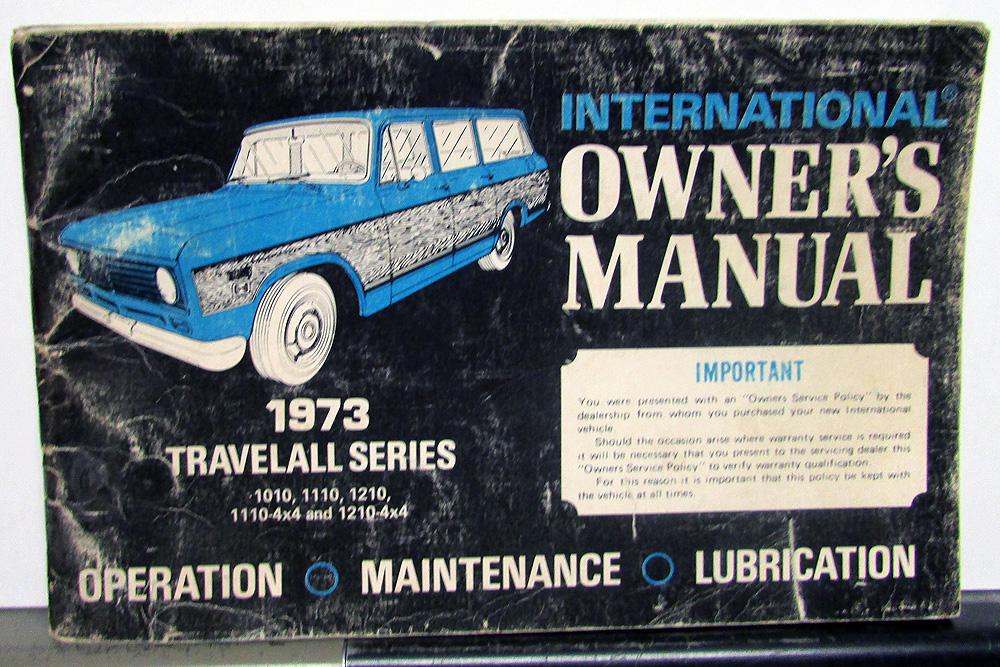 INTERNATIONAL®
OWNER'S
MANUAL
IMPORTANT
You were presented with an "Owners Service Policy" by the
dealership from whom you purchased your new International
vehicle.
Should the occasion arise where warranty service is required
it will be necessary that you present to the servicing dealer this
"Owners Service Policy" to verify warranty qualification.
For this reason it is important that this policy be kept with
the vehicle at all times.
1973
TRAVELALL SERIES
1010, 1110, 1210,
1110-4x4 and 1210-4x4
OPERATION O MAINTENANCE O LUBRICATION